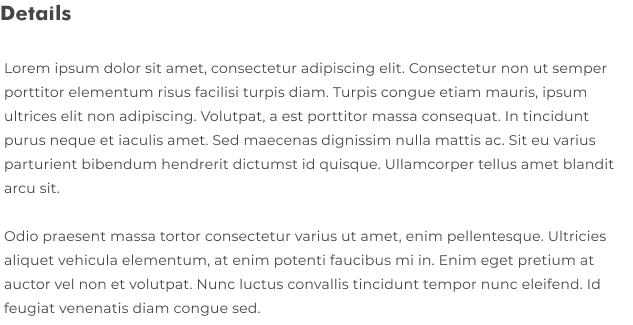 Details
Lorem ipsum dolor sit amet, consectetur adipiscing elit. Consectetur non ut semper
porttitor elementum risus facilisi turpis diam. Turpis congue etiam mauris, ipsum
ultrices elit non adipiscing. Volutpat, a est porttitor massa consequat. In tincidunt
purus neque et iaculis amet. Sed maecenas dignissim nulla mattis ac. Sit eu varius
parturient bibendum hendrerit dictumst id quisque. Ullamcorper tellus amet blandit
arcu sit.
Odio praesent massa tortor consectetur varius ut amet, enim pellentesque. Ultricies
aliquet vehicula elementum, at enim potenti faucibus mi in. Enim eget pretium at
auctor vel non et volutpat. Nunc luctus convallis tincidunt tempor nunc eleifend. Id
feugiat venenatis diam congue sed.